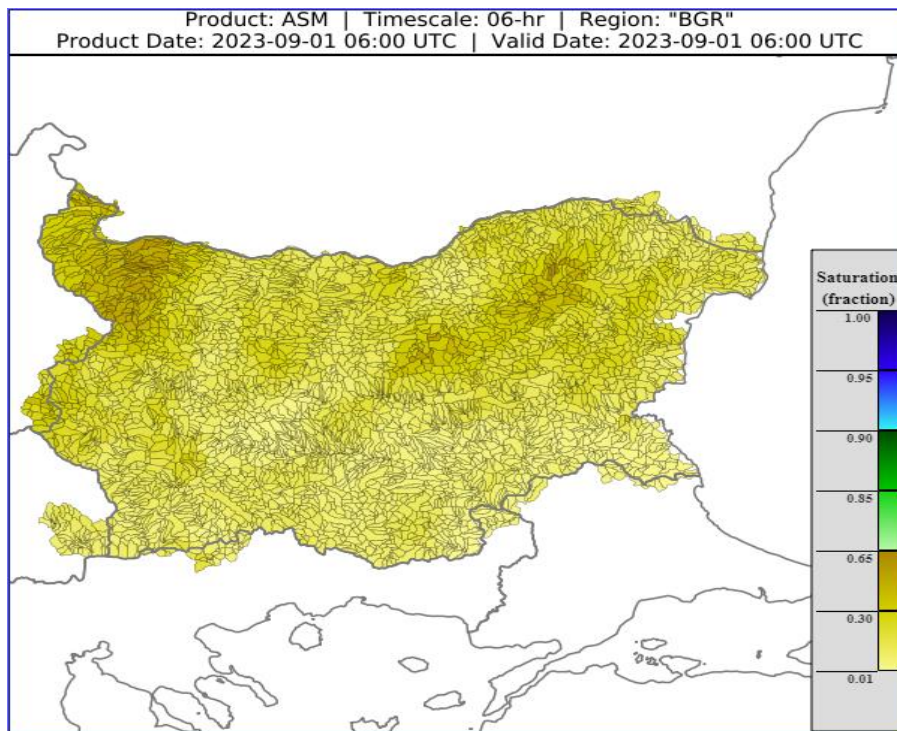 Product: ASM | Timescale: 06-hr | Region: "BGR"
Product Date: 2023-09-01 06:00 UTC | Valid Date: 2023-09-01 06:00 UTC
Saturation
(fraction)
1.00
0.95
0.90
0.85
0.65
0.30
0.01